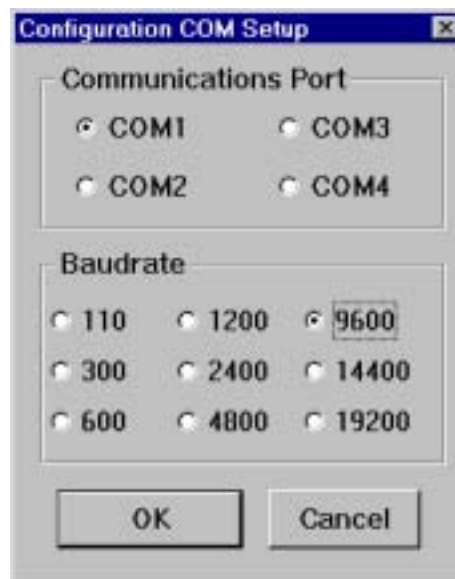 Configuration COM Setup
Communications Port
COM1 COM3
COM2 COM4
Baudrate
110 1200 9600
300 2400 14400
600 4800 19200
OK Cancel